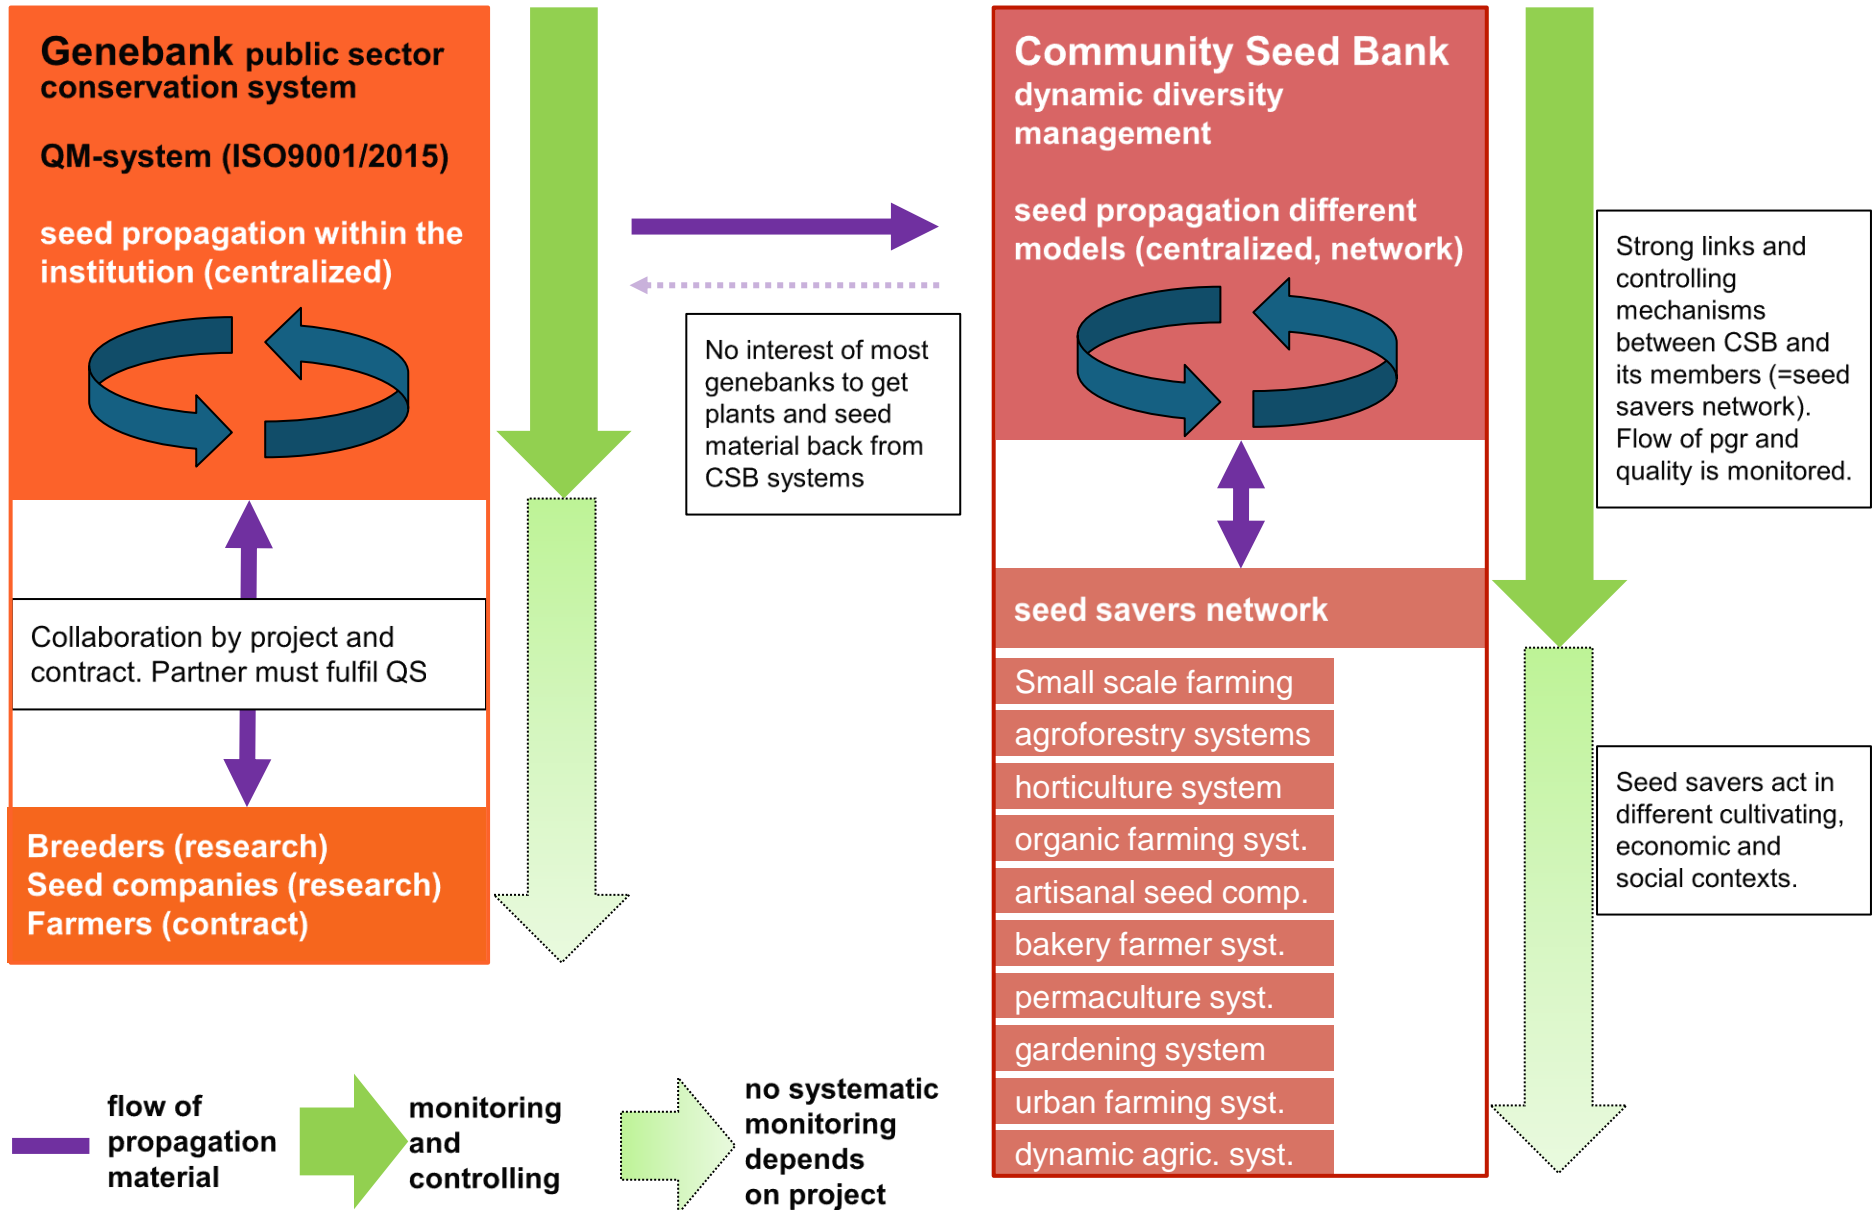 Genebank public sector
conservation system
QM-system (ISO9001/2015)
seed propagation within the
institution (centralized)
Collaboration by project and
contract. Partner must fulfil QS
Breeders (research)
Seed companies (research)
Farmers (contract)
No interest of most
genebanks to get
plants and seed
material back from
CSB systems
Community Seed Bank
dynamic diversity
management
seed propagation different
models (centralized, network)
seed savers network
Small scale farming
agroforestry systems
horticulture system
organic farming syst.
artisanal seed comp.
bakery farmer syst.
permaculture syst.
gardening system
urban farming syst.
dynamic agric. syst.
Strong links and
controlling
mechanisms
between CSB and
its members (=seed
savers network).
Flow of pgr and
quality is monitored.
Seed savers act in
different cultivating,
economic and
social contexts.
flow of
propagation
material
monitoring
and
controlling
no systematic
monitoring
depends
on project